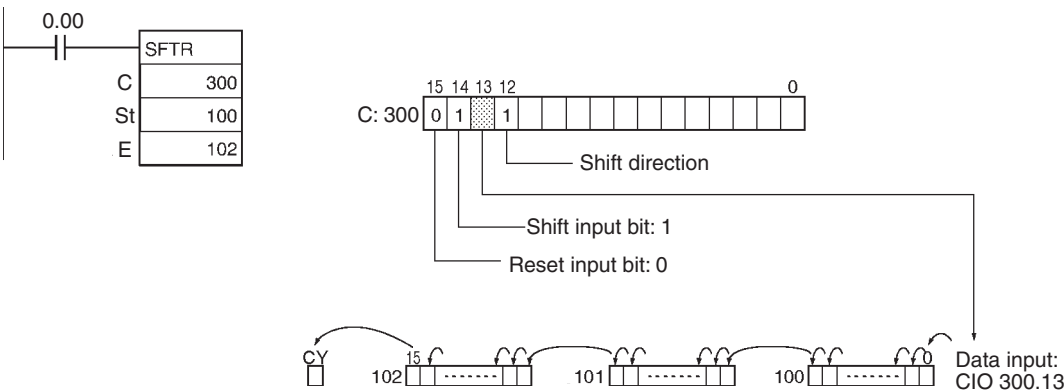 0.00
SFTR
C 300
St 100
E 102
15 14 13 12 0
C: 300 0 1 1
Shift direction
Shift input bit: 1
Reset input bit: 0
CY 15 0 Data input:
102 101 100 CIO 300.13